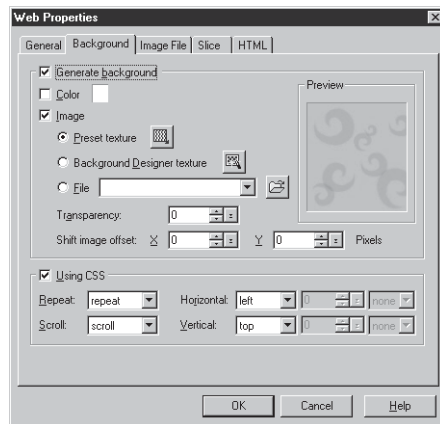 Web Properties
General Background Image File Slice HTML
Generate background
Preview
Color
Image
Preset texture
Background Designer texture
File
Transparency: 0
Shift image offset: X 0 Y 0 Pixels
Using CSS
Repeat: repeat Horizontal: left 0 none
Scroll: scroll Vertical: top 0 none
OK Cancel Help